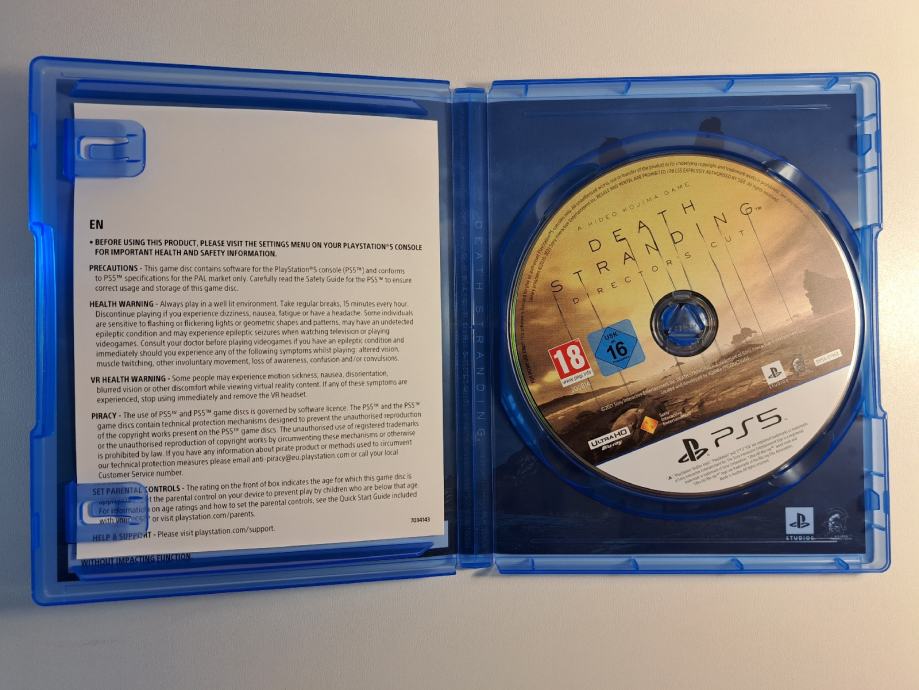 EN
• BEFORE USING THIS PRODUCT, PLEASE VISIT THE SETTINGS MENU ON YOUR PLAYSTATION®5 CONSOLE
FOR IMPORTANT HEALTH AND SAFETY INFORMATION.
PRECAUTIONS - This game disc contains software for the PlayStation®5 console (PS5™) and conforms
to PS5™ specifications for the PAL market only. Carefully read the Safety Guide for the PS5™ to ensure
correct usage and storage of this game disc.
HEALTH WARNING - Always play in a well lit environment. Take regular breaks, 15 minutes every hour.
Discontinue playing if you experience dizziness, nausea, fatigue or have a headache. Some individuals
are sensitive to flashing or flickering lights or geometric shapes and patterns, may have an undetected
epileptic condition and may experience epileptic seizures when watching television or playing
videogames. Consult your doctor before playing videogames if you have an epileptic condition and
immediately should you experience any of the following symptoms whilst playing: altered vision,
muscle twitching, other involuntary movement, loss of awareness, confusion and/or convulsions.
VR HEALTH WARNING - Some people may experience motion sickness, nausea, disorientation,
blurred vision or other discomfort while viewing virtual reality content. If any of these symptoms are
experienced, stop using immediately and remove the VR headset.
PIRACY - The use of PS5™ and PS5™ game discs is governed by software licence. The PS5™ and the PS5™
game discs contain technical protection mechanisms designed to prevent the unauthorised reproduction
of the copyright works present on the PS5™ game discs. The unauthorised use of registered trademarks
or the unauthorised reproduction of copyright works by circumventing these mechanisms or otherwise
is prohibited by law. If you have any information about pirate product or methods used to circumvent
our technical protection measures please email anti-piracy@eu.playstation.com or call your local
Customer Service number.
SET PARENTAL CONTROLS - The rating on the front of box indicates the age for which this game disc is
set the parental control on your device to prevent play by children who are below that age.
For information on age ratings and how to set the parental controls, see the Quick Start Guide included
with your or visit playstation.com/parents.
HELP & SUPPORT - Please visit playstation.com/support.
7034143
WITHOUT IMPACTING FUNCTION.
DEATH STRANDING
A HIDEO KOJIMA GAME
DEATH
STRANDING™
DIRECTOR'S CUT
18
www.pegi.info
USK
16
ULTRA HD
Blu-ray
Sony
Interactive
Entertainment
PS5™
STUDIOS